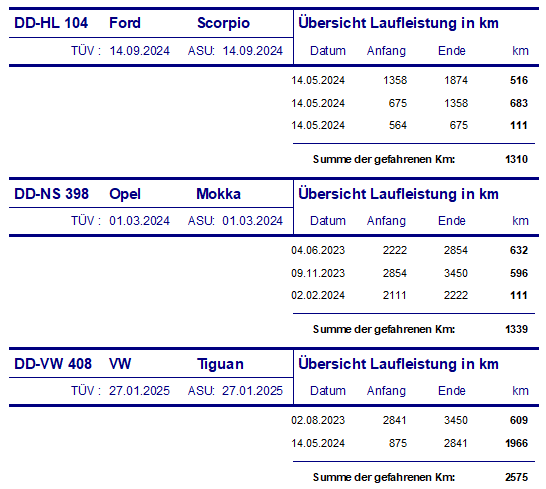 DD-HL 104 Ford Scorpio Übersicht Laufleistung in km
TÜV : 14.09.2024 ASU: 14.09.2024 Datum Anfang Ende km
14.05.2024 1358 1874 516
14.05.2024 675 1358 683
14.05.2024 564 675 111
Summe der gefahrenen Km: 1310
DD-NS 398 Opel Mokka Übersicht Laufleistung in km
TÜV : 01.03.2024 ASU: 01.03.2024 Datum Anfang Ende km
04.06.2023 2222 2854 632
09.11.2023 2854 3450 596
02.02.2024 2111 2222 111
Summe der gefahrenen Km: 1339
DD-VW 408 VW Tiguan Übersicht Laufleistung in km
TÜV : 27.01.2025 ASU: 27.01.2025 Datum Anfang Ende km
02.08.2023 2841 3450 609
14.05.2024 875 2841 1966
Summe der gefahrenen Km: 2575